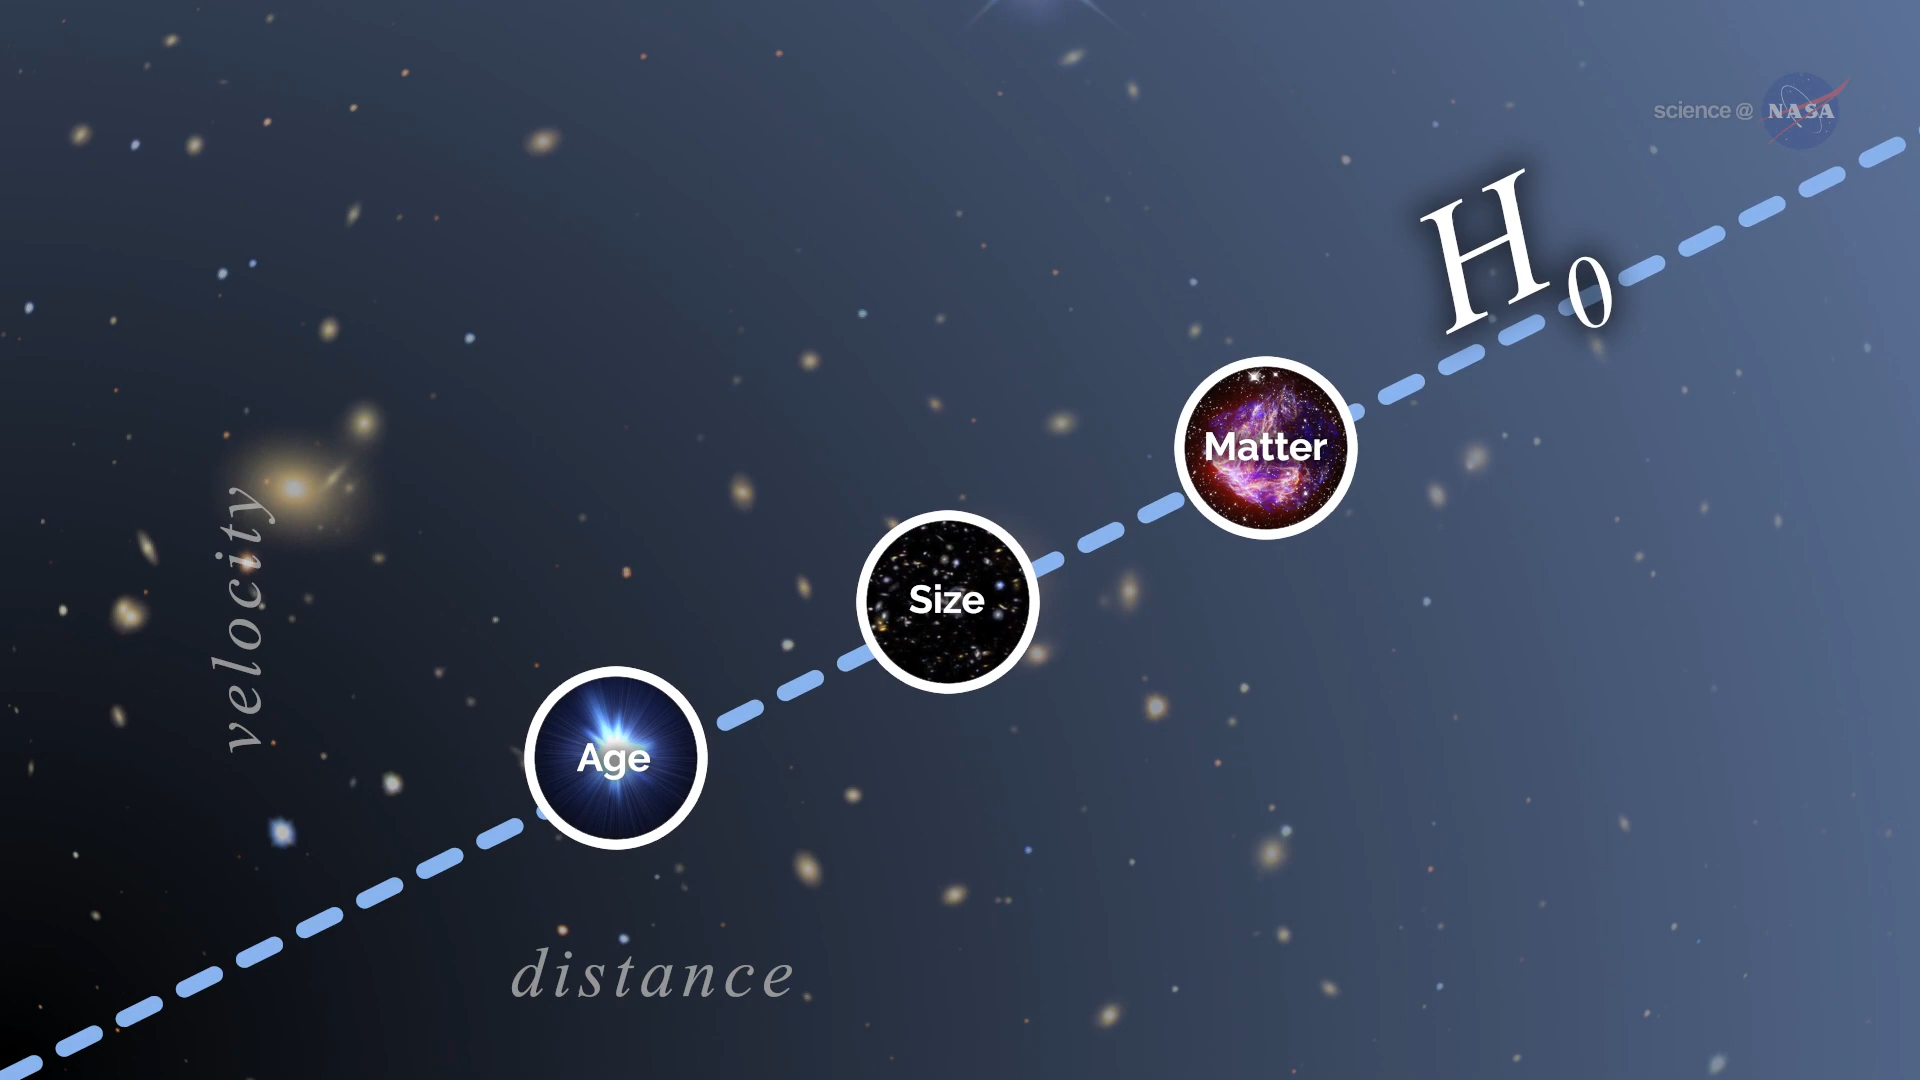 science @ NASA
H0
Matter
Size
velocity
Age
distance